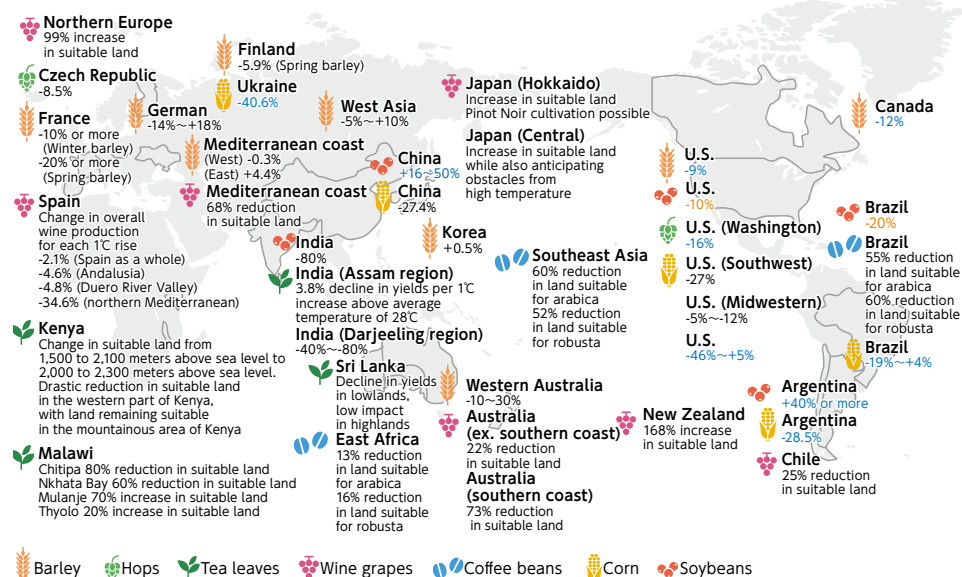 Northern Europe
99% increase
in suitable land
Czech Republic
-8.5%
France
-10% or more
(Winter barley)
-20% or more
(Spring barley)
German
-14%~+18%
Finland
-5.9% (Spring barley)
Ukraine
-40.6%
West Asia
-5%~+10%
Mediterranean coast
(West) -0.3%
(East) +4.4%
Mediterranean coast
68% reduction
in suitable land
Spain
Change in overall
wine production
for each 1℃ rise
-2.1% (Spain as a whole)
-4.6% (Andalusia)
-4.8% (Duero River Valley)
-34.6% (northern Mediterranean)
China
+16~50%
China
-27.4%
Korea
+0.5%
Japan (Hokkaido)
Increase in suitable land
Pinot Noir cultivation possible
Japan (Central)
Increase in suitable land
while also anticipating
obstacles from
high temperature
India
-80%
India (Assam region)
3.8% decline in yields per 1℃
increase above average
temperature of 28℃
India (Darjeeling region)
-40%~-80%
Sri Lanka
Decline in yields
in lowlands,
low impact
in highlands
Southeast Asia
60% reduction
in land suitable
for arabica
52% reduction
in land suitable
for robusta
Kenya
Change in suitable land from
1,500 to 2,100 meters above sea level to
2,000 to 2,300 meters above sea level.
Drastic reduction in suitable land
in the western part of Kenya,
with land remaining suitable
in the mountainous area of Kenya
Malawi
Chitipa 80% reduction in suitable land
Nkhata Bay 60% reduction in suitable land
Mulanje 70% increase in suitable land
Thyolo 20% increase in suitable land
East Africa
13% reduction
in land suitable
for arabica
16% reduction
in land suitable
for robusta
Western Australia
-10~30%
Australia
(ex. southern coast)
22% reduction
in suitable land
Australia
(southern coast)
73% reduction
in suitable land
New Zealand
168% increase
in suitable land
Canada
-12%
U.S.
-9%
U.S.
-10%
U.S. (Washington)
-16%
U.S. (Southwest)
-27%
U.S. (Midwestern)
-5%~-12%
U.S.
-46%~+5%
Brazil
-20%
Brazil
55% reduction
in land suitable
for arabica
60% reduction
in land suitable
for robusta
Brazil
-19%~+4%
Argentina
+40% or more
Argentina
-28.5%
Chile
25% reduction
in suitable land
Barley Hops Tea leaves Wine grapes Coffee beans Corn Soybeans